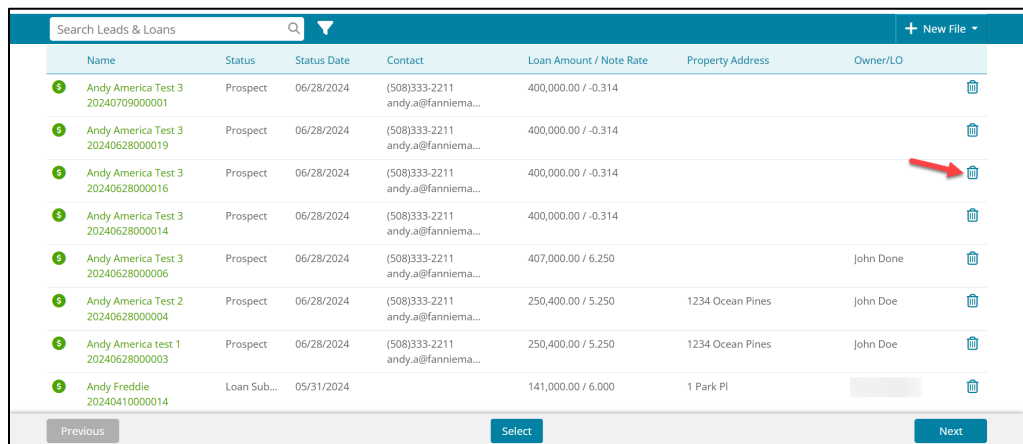 Search Leads & Loans
New File
Name Status Status Date Contact Loan Amount / Note Rate Property Address Owner/LO
Andy America Test 3 Prospect 06/28/2024 (508)333-2211 400,000.00 / -0.314
20240709000001 andy.a@fanniema...
Andy America Test 3 Prospect 06/28/2024 (508)333-2211 400,000.00 / -0.314
20240628000019 andy.a@fanniema...
Andy America Test 3 Prospect 06/28/2024 (508)333-2211 400,000.00 / -0.314
20240628000016 andy.a@fanniema...
Andy America Test 3 Prospect 06/28/2024 (508)333-2211 400,000.00 / -0.314
20240628000014 andy.a@fanniema...
Andy America Test 3 Prospect 06/28/2024 (508)333-2211 407,000.00 / 6.250 John Done
20240628000006 andy.a@fanniema...
Andy America Test 2 Prospect 06/28/2024 (508)333-2211 250,400.00 / 5.250 1234 Ocean Pines John Doe
20240628000004 andy.a@fanniema...
Andy America test 1 Prospect 06/28/2024 (508)333-2211 250,400.00 / 5.250 1234 Ocean Pines John Doe
20240628000003 andy.a@fanniema...
Andy Freddie Loan Sub... 05/31/2024 141,000.00 / 6.000 1 Park Pl
20240410000014
Previous Select Next